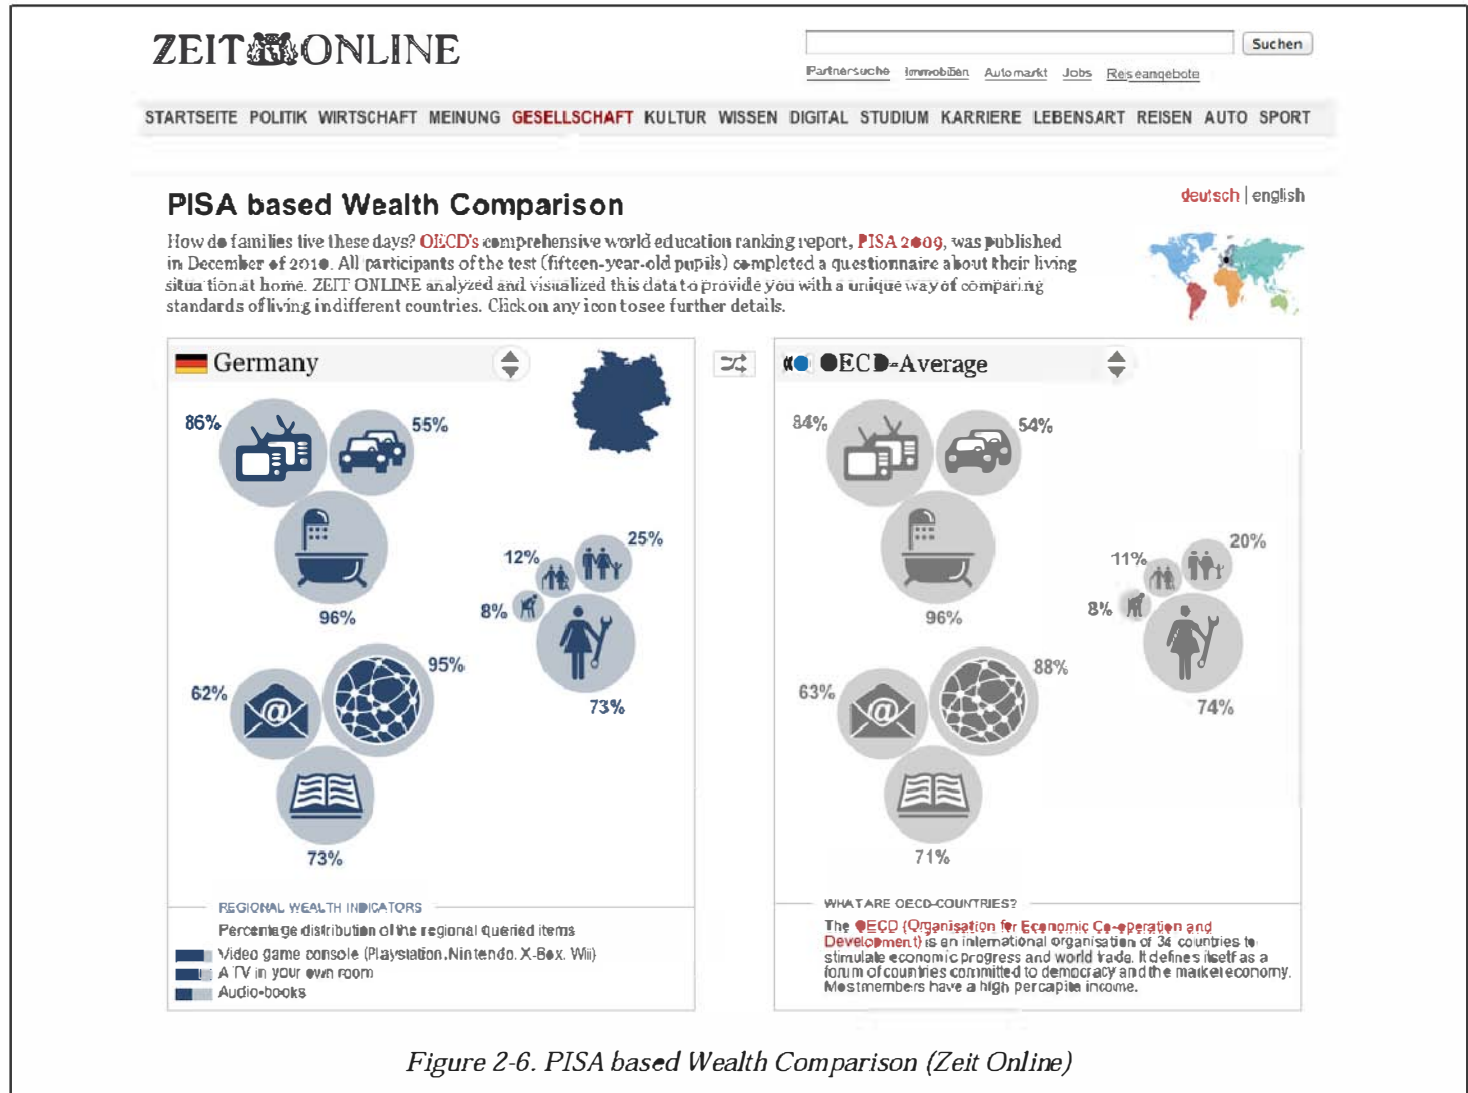 ZEIT ONLINE
Suchen
Partnersuche Immobilien Automarkt Jobs Reiseangebote
STARTSEITE POLITIK WIRTSCHAFT MEINUNG GESELLSCHAFT KULTUR WISSEN DIGITAL STUDIUM KARRIERE LEBENSART REISEN AUTO SPORT
PISA based Wealth Comparison
deutsch | english
How do families live these days? OECD's comprehensive world education ranking report, PISA 2009, was published
in December of 2010. All participants of the test (fifteen-year-old pupils) completed a questionnaire about their living
situation at home. ZEIT ONLINE analyzed and visualized this data to provide you with a unique way of comparing
standards of living in different countries. Click on any icon to see further details.
Germany
86%
55%
96%
12%
25%
8%
73%
62%
95%
73%
REGIONAL WEALTH INDICATORS
Percentage distribution of the regional queried items
Video game console (Playstation, Nintendo, X-Box, Wii)
A TV in your own room
Audio-books
OECD-Average
84%
54%
96%
11%
20%
8%
74%
63%
88%
71%
WHAT ARE OECD-COUNTRIES?
The OECD (Organisation for Economic Co-operation and
Development) is an international organisation of 34 countries to
stimulate economic progress and world trade. It defines itself as a
forum of countries committed to democracy and the market economy.
Most members have a high per capita income.
Figure 2-6. PISA based Wealth Comparison (Zeit Online)